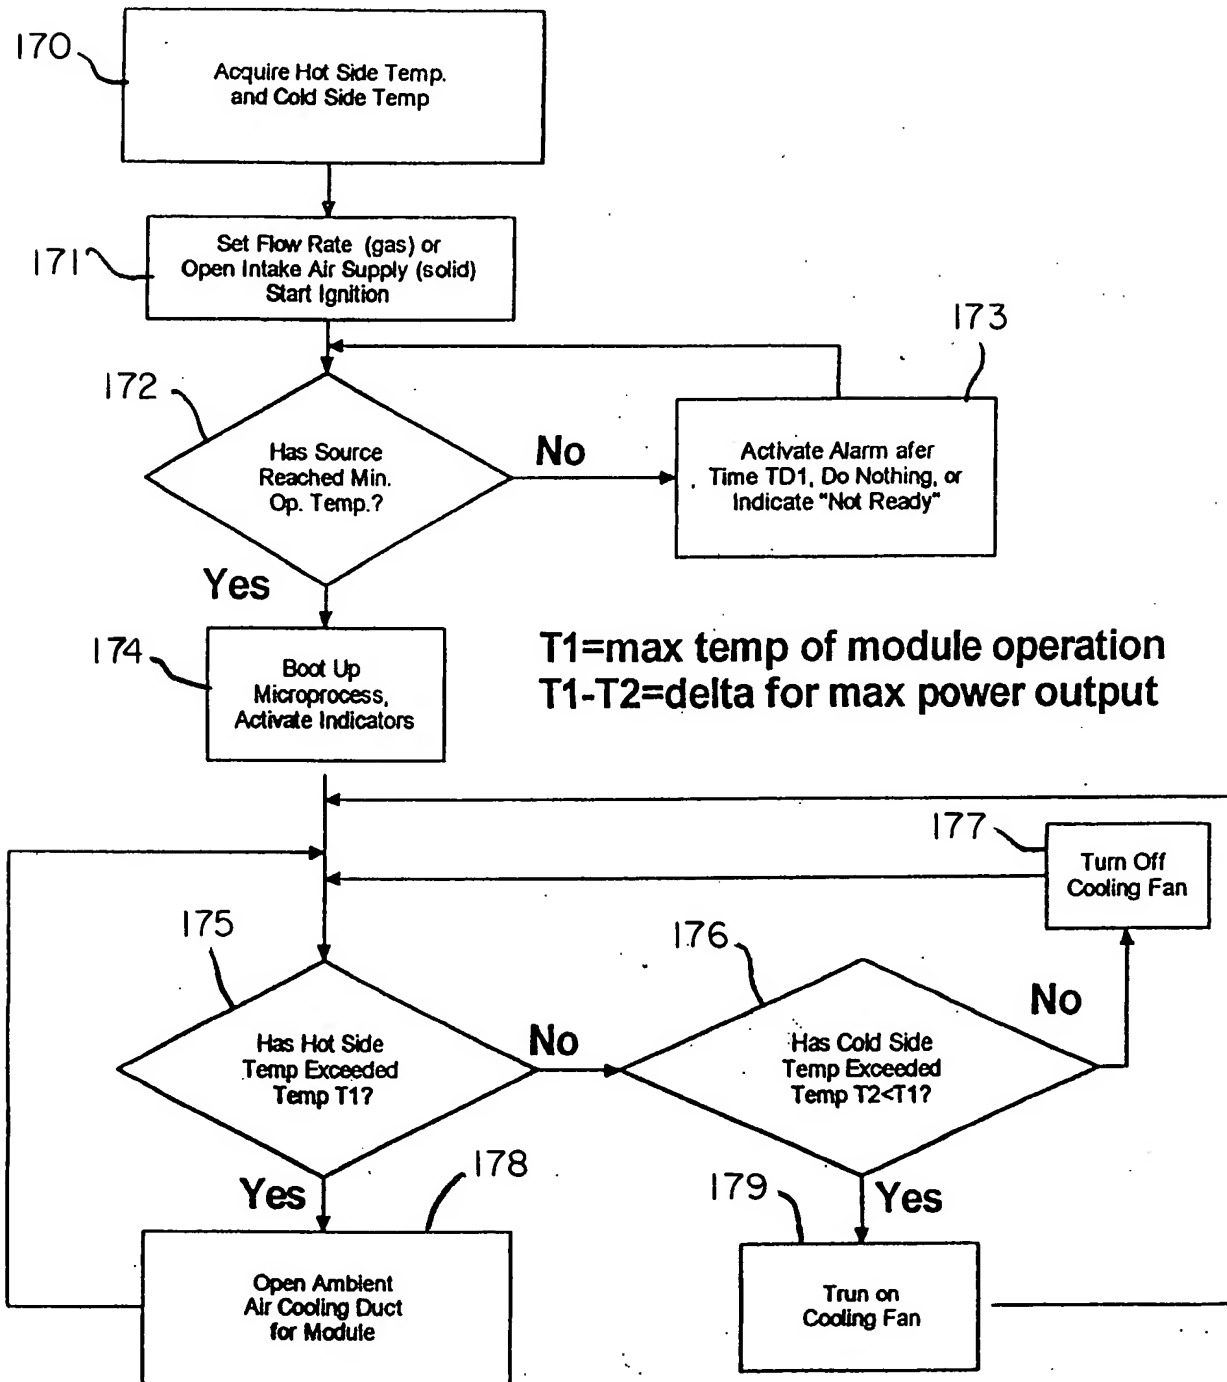 170
Acquire Hot Side Temp.
and Cold Side Temp
171
Set Flow Rate (gas) or
Open Intake Air Supply (solid)
Start Ignition
172
Has Source
Reached Min.
Op. Temp.?
No
173
Activate Alarm afer
Time TD1, Do Nothing, or
Indicate "Not Ready"
Yes
174
Boot Up
Microprocess,
Activate Indicators
T1=max temp of module operation
T1-T2=delta for max power output
177
Turn Off
Cooling Fan
175
Has Hot Side
Temp Exceeded
Temp T1?
No
176
Has Cold Side
Temp Exceeded
Temp T2<T1?
No
Yes
178
Open Ambient
Air Cooling Duct
for Module
Yes
179
Trun on
Cooling Fan